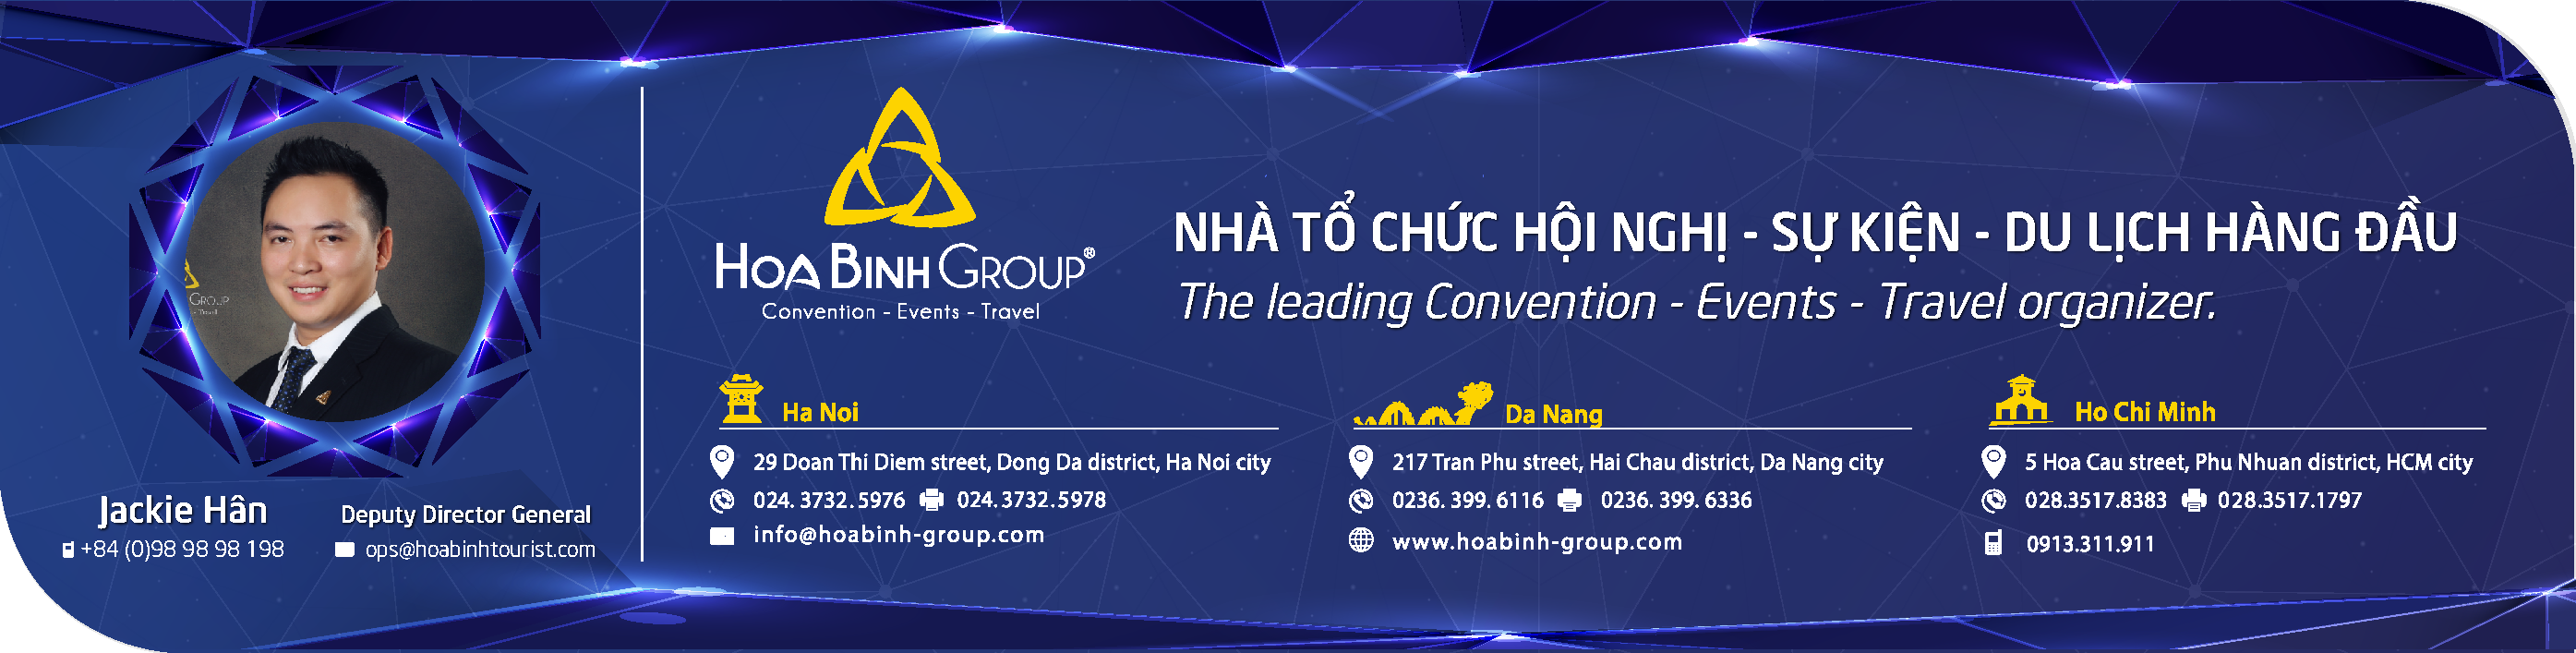 GROUP
- Travel
Jackie Hân
Deputy Director General
+84 (0)98 98 98 198
ops@hoabinhtourist.com
HOA BINH GROUP®
Convention - Events - Travel
NHÀ TỔ CHỨC HỘI NGHỊ - SỰ KIỆN - DU LỊCH HÀNG ĐẦU
The leading Convention - Events - Travel organizer.
Ha Noi
29 Doan Thi Diem street, Dong Da district, Ha Noi city
024. 3732. 5976 024. 3732. 5978
info@hoabinh-group.com
Da Nang
217 Tran Phu street, Hai Chau district, Da Nang city
0236. 399. 6116 0236. 399. 6336
www.hoabinh-group.com
Ho Chi Minh
5 Hoa Cau street, Phu Nhuan district, HCM city
028.3517.8383 028.3517.1797
0913.311.911